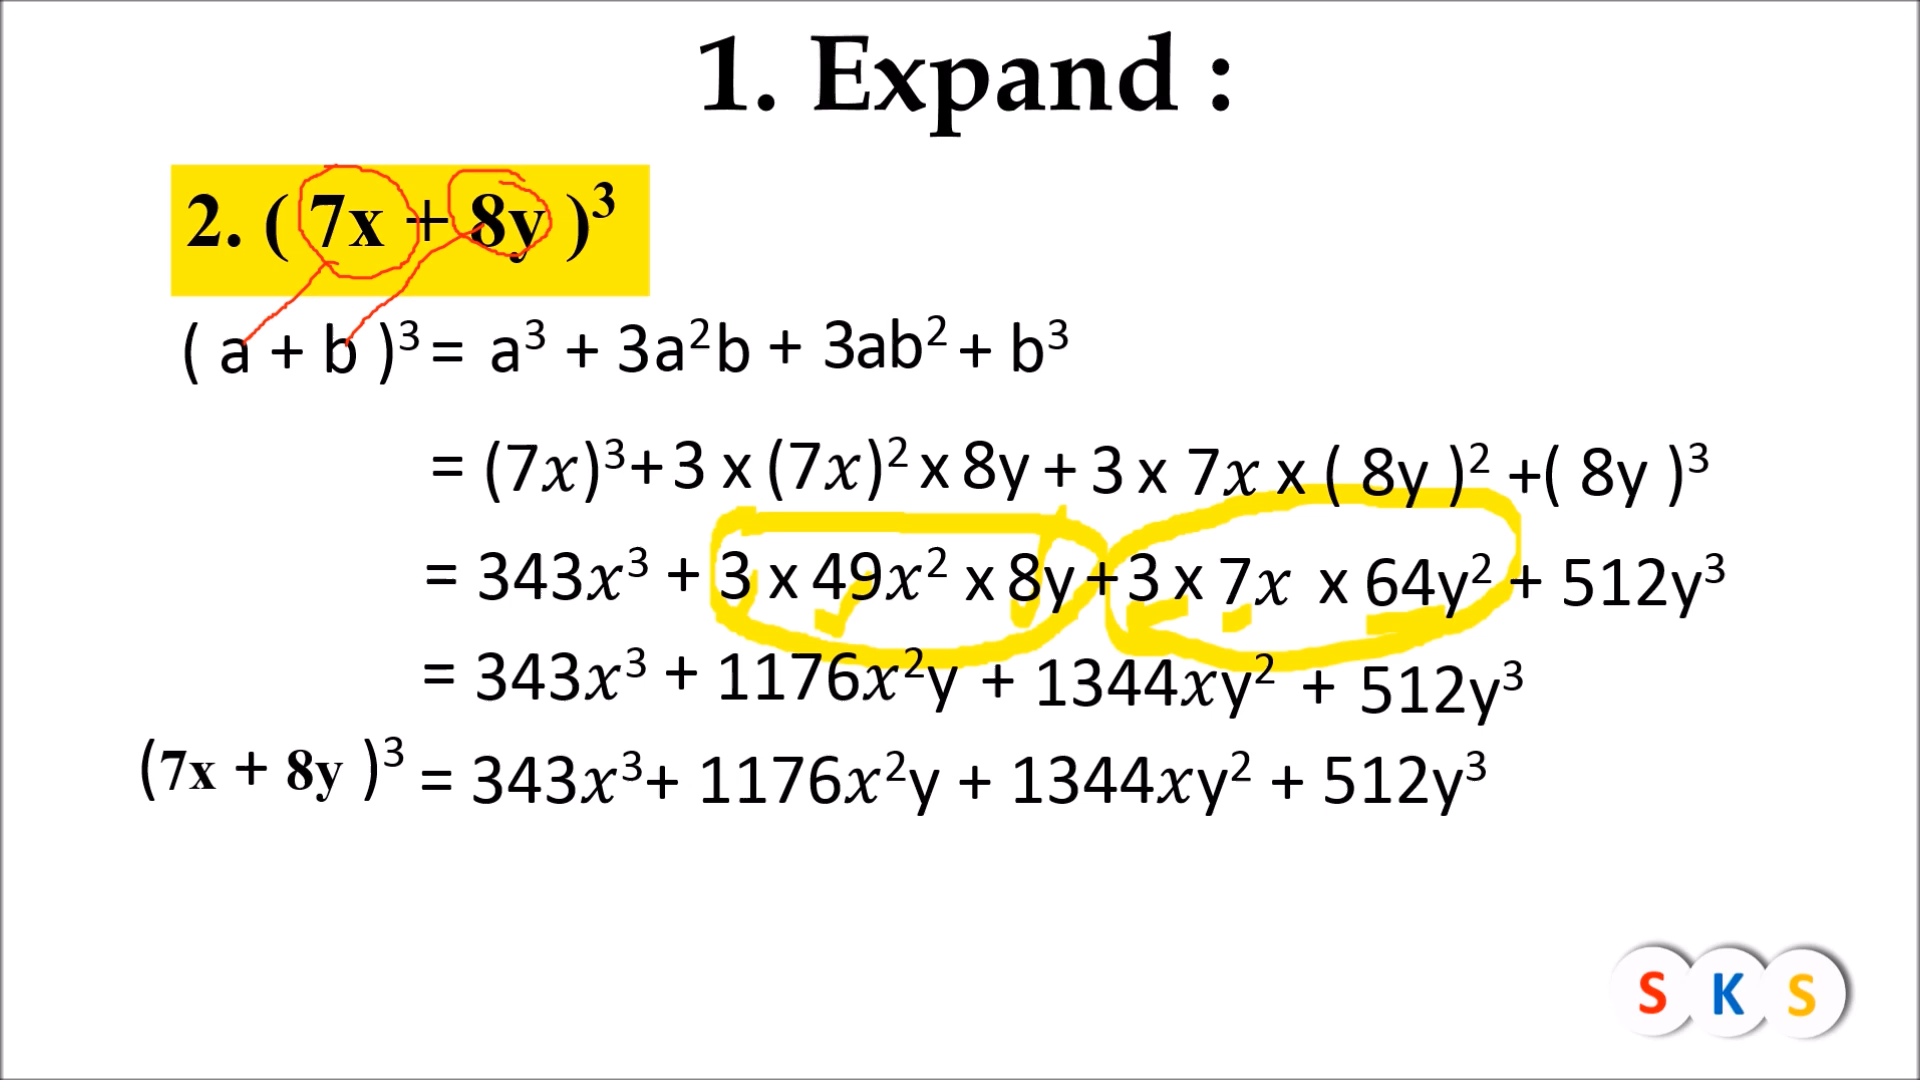 1. Expand :
2. ( 7x + 8y )³
( a + b )³ = a³ + 3a²b + 3ab² + b³
= (7x)³+3 x (7x)² x 8y + 3 x 7x x ( 8y )² +( 8y )³
= 343x³ + 3 x 49x² x 8y+3 x 7x x 64y² + 512y³
= 343x³ + 1176x²y + 1344xy² + 512y³
(7x + 8y )³ = 343x³+ 1176x²y + 1344xy² + 512y³
S K S